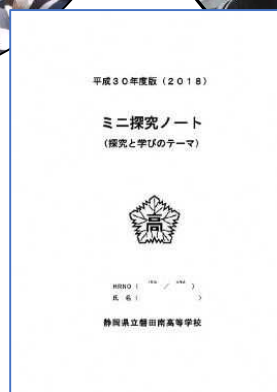 平成30年度版(2018)
ミニ探究ノート
(探究と学びのテーマ)
高
HRNO ( / )
氏 名 ( )
静岡県立磐田南高等学校